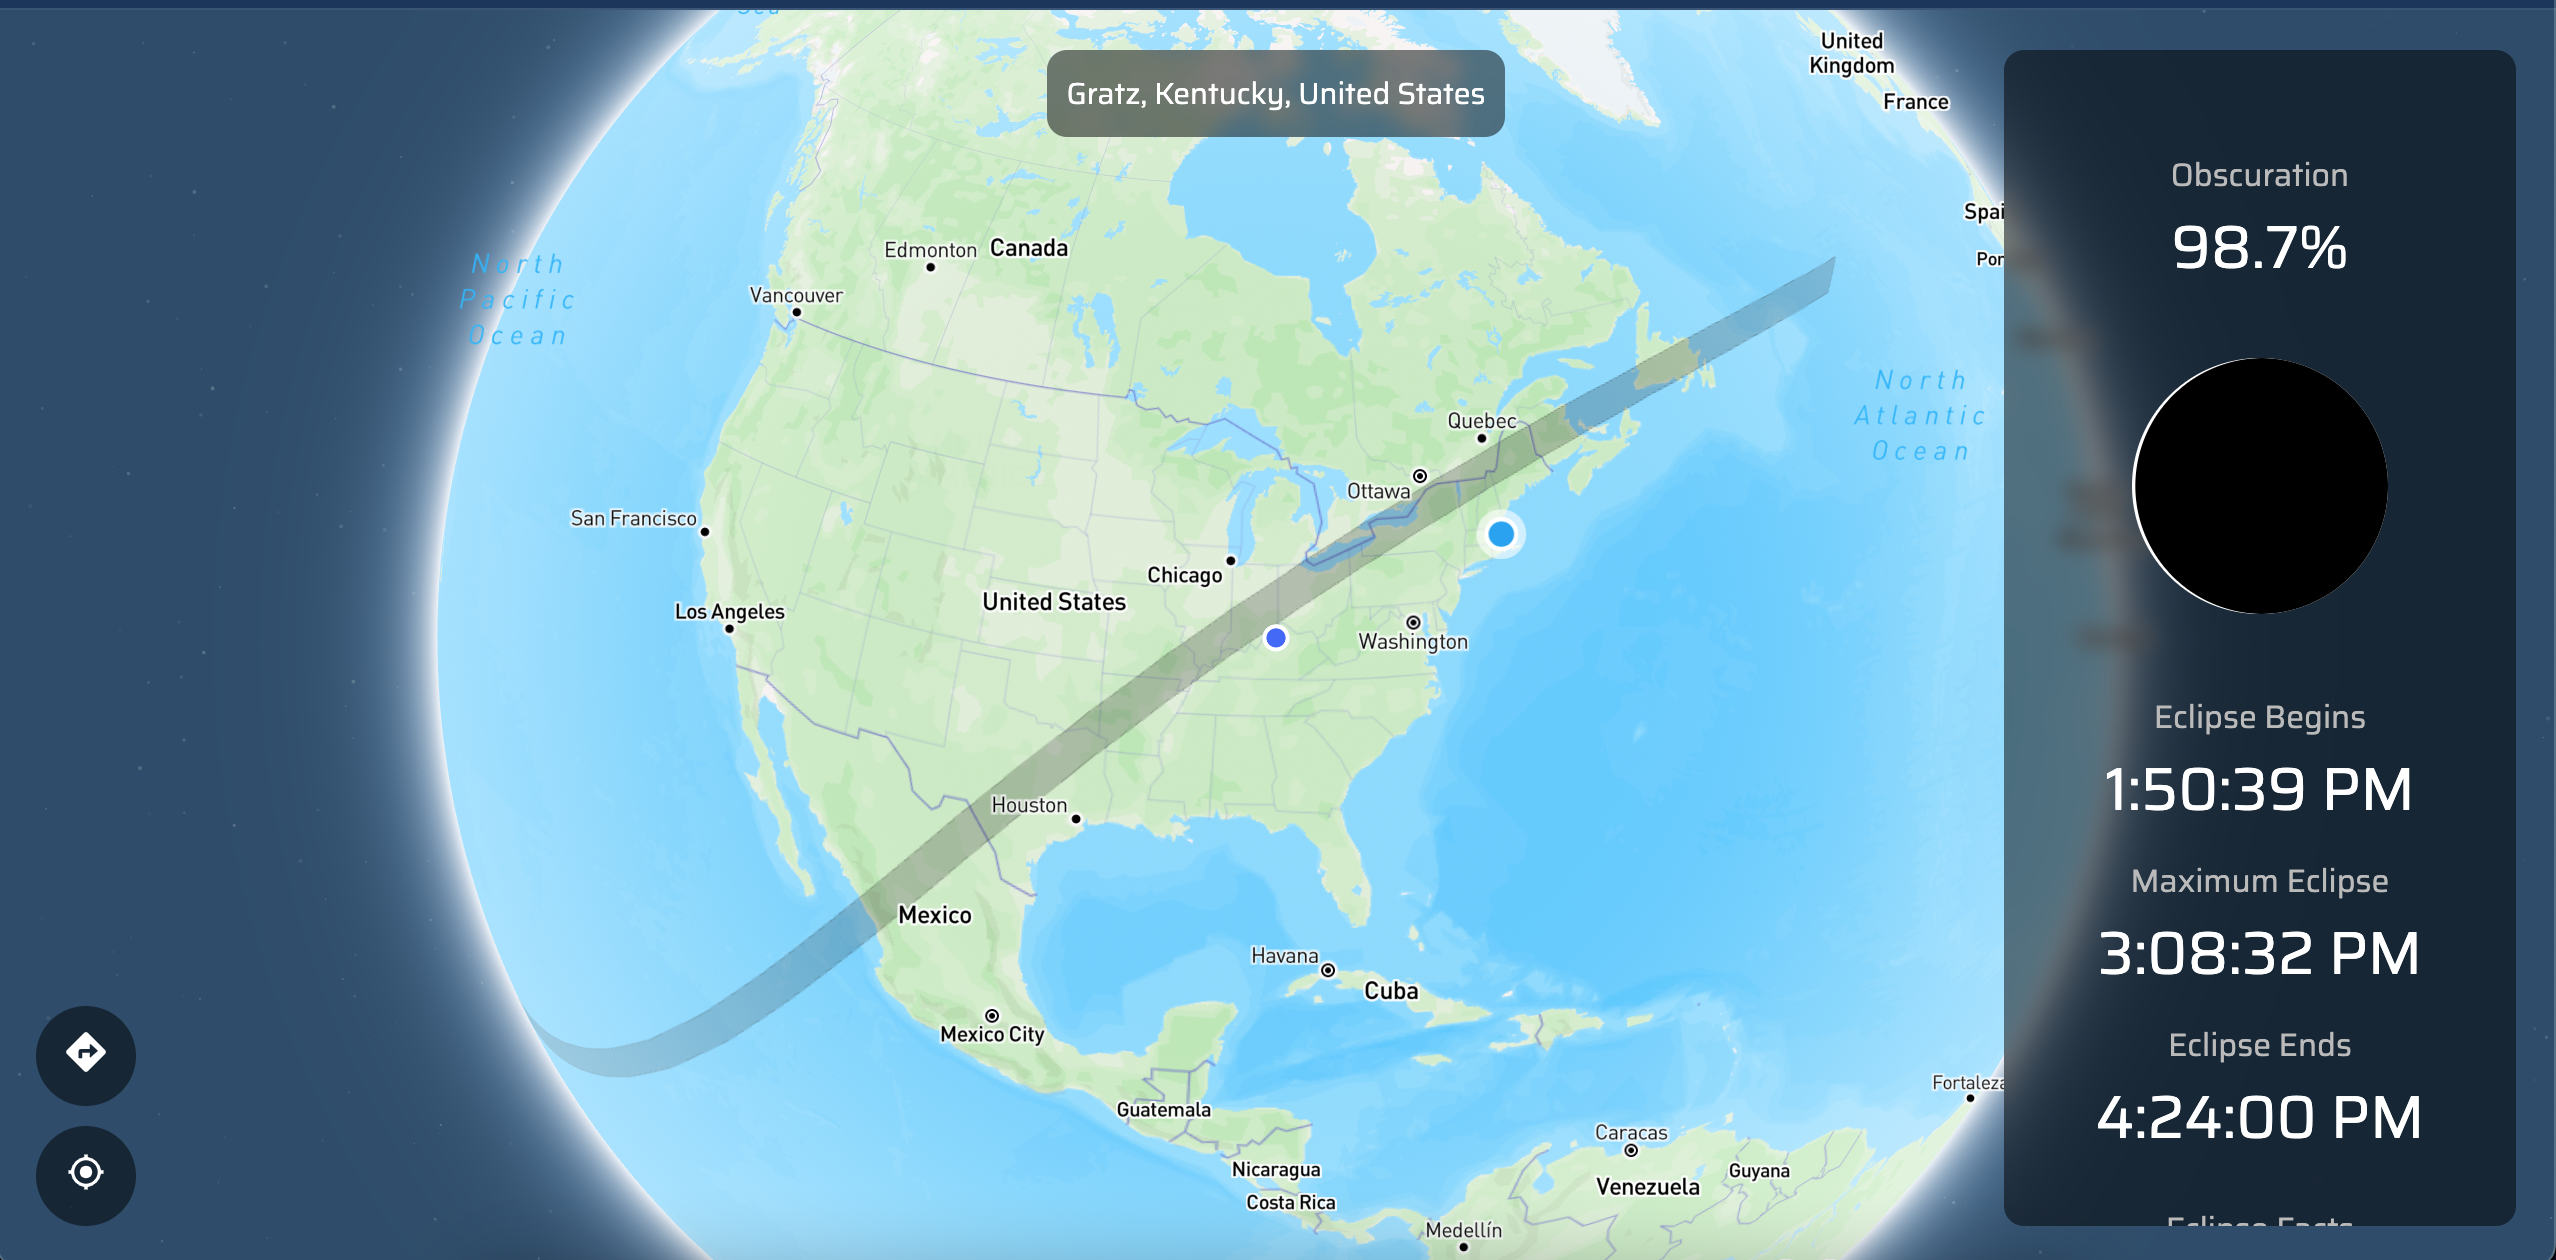 Sea
United
Kingdom
France
Gratz, Kentucky, United States
Obscuration
98.7%
Edmonton
Canada
Vancouver
North
Pacific
Ocean
North
Atlantic
Ocean
Quebec
Ottawa
San Francisco
Chicago
United States
Los Angeles
Washington
Houston
Mexico
Havana
Cuba
Mexico City
Guatemala
Nicaragua
Costa Rica
Caracas
Venezuela
Guyana
Medellín
Fortaleza
Spai
Por
Eclipse Begins
1:50:39 PM
Maximum Eclipse
3:08:32 PM
Eclipse Ends
4:24:00 PM
Eclipse Facts